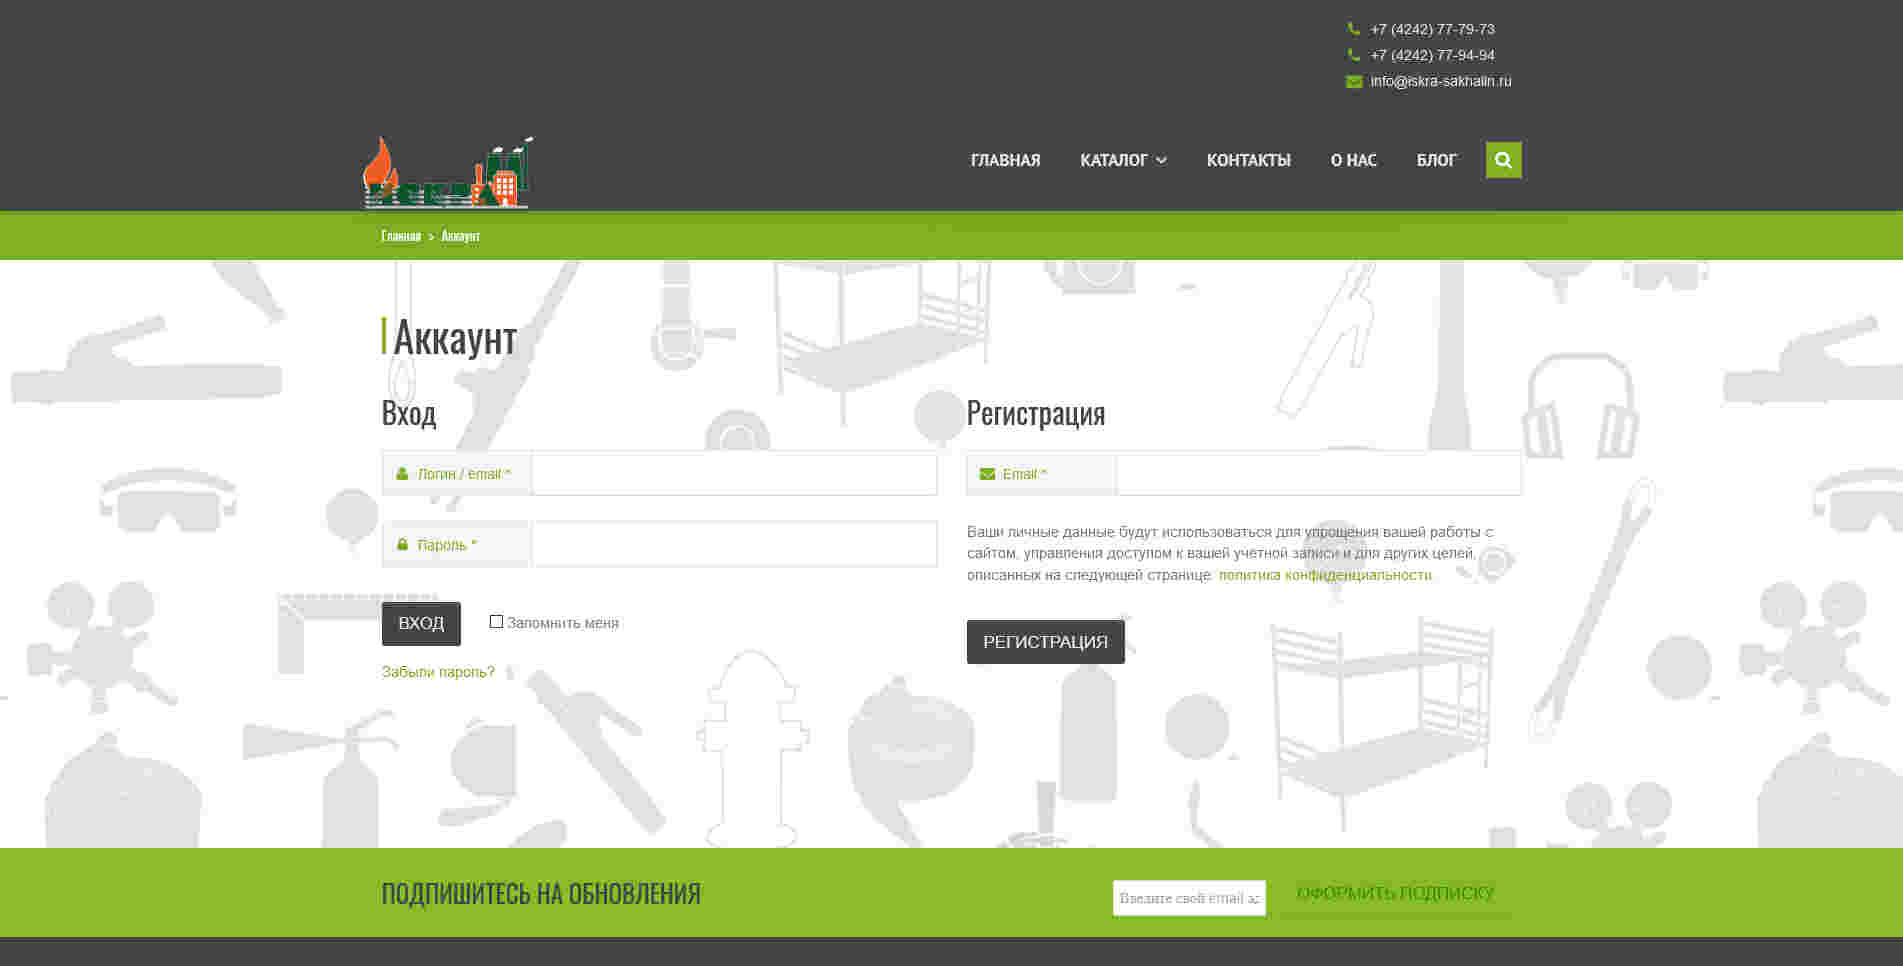 +7 (4242) 77-79-73
+7 (4242) 77-94-94
info@iskra-sakhalin.ru
ИСКРА
ГЛАВНАЯ КАТАЛОГ КОНТАКТЫ О НАС БЛОГ
Главная > Аккаунт
Аккаунт
Вход
Логин / email *
Пароль *
ВХОД Запомнить меня
Забыли пароль?
Регистрация
Email *
Ваши личные данные будут использоваться для упрощения вашей работы с
сайтом, управления доступом к вашей учётной записи и для других целей,
описанных на следующей странице: политика конфиденциальности.
РЕГИСТРАЦИЯ
ПОДПИШИТЕСЬ НА ОБНОВЛЕНИЯ
Введите свой email ад
ОФОРМИТЬ ПОДПИСКУ